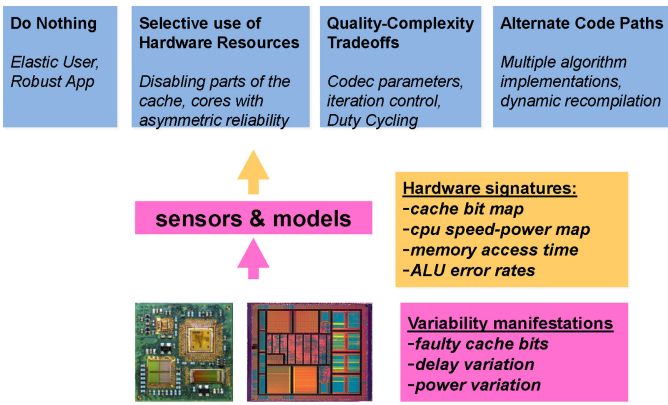 Do Nothing
Elastic User,
Robust App
Selective use of
Hardware Resources
Disabling parts of the
cache, cores with
asymmetric reliability
Quality-Complexity
Tradeoffs
Codec parameters,
iteration control,
Duty Cycling
Alternate Code Paths
Multiple algorithm
implementations,
dynamic recompilation
sensors & models
Hardware signatures:
-cache bit map
-cpu speed-power map
-memory access time
-ALU error rates
Variability manifestations
-faulty cache bits
-delay variation
-power variation